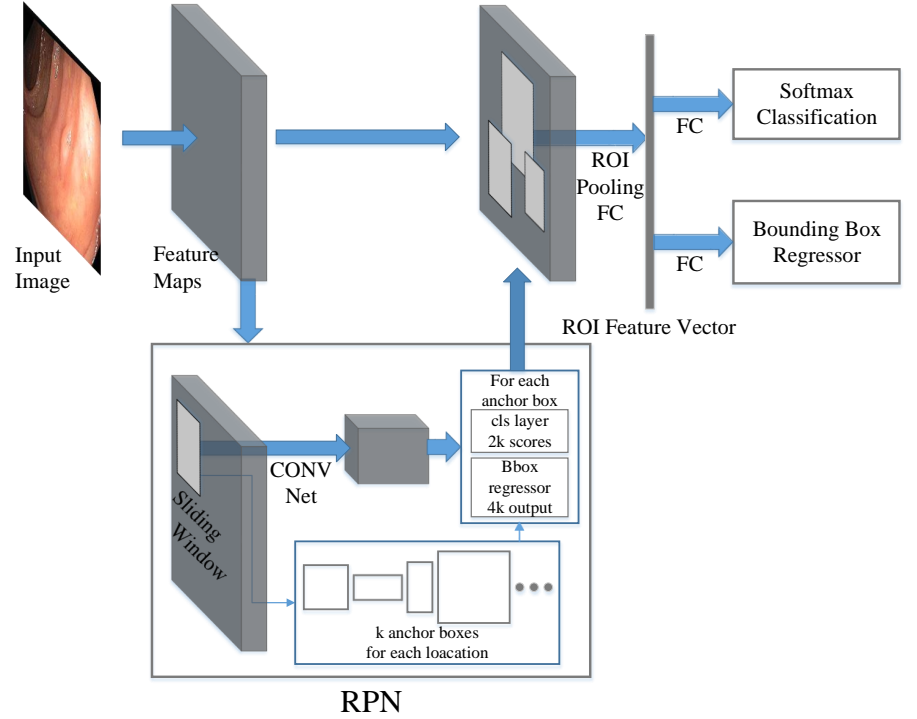 Input
Image
Feature
Maps
ROI
Pooling
FC
FC
Softmax
Classification
FC
Bounding Box
Regressor
ROI Feature Vector
Sliding
Window
CONV
Net
For each
anchor box
cls layer
2k scores
Bbox
regressor
4k output
k anchor boxes
for each loacation
RPN